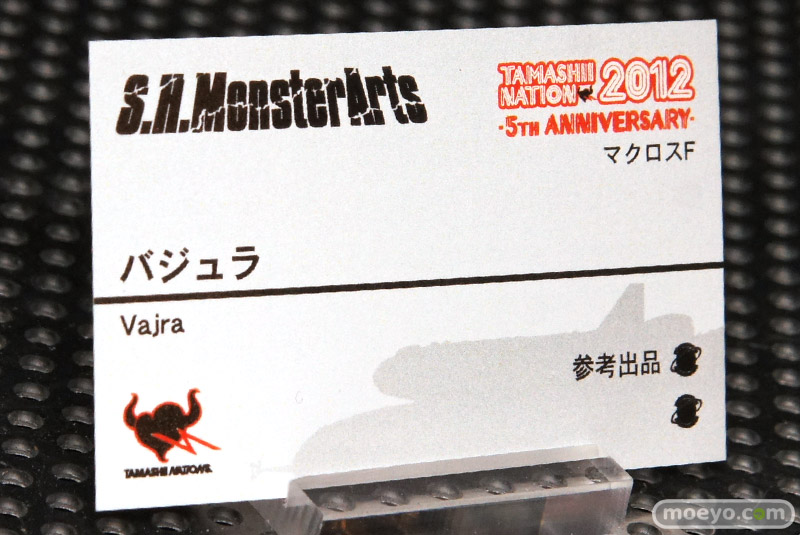 S.H.MonsterArts
TAMASHII
NATION 2012
-5TH ANNIVERSARY-
マクロスF
バジュラ
Vajra
参考出品
TAMASHII NATIONS.
moeyo.com